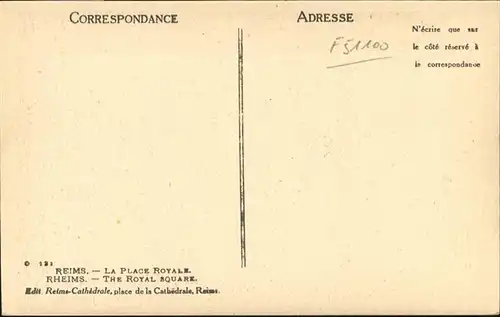 CORRESPONDANCE
ADRESSE
F51100
N'écrire que sur
le côté réservé à
la correspondance
REIMS. — LA PLACE ROYALE.
RHEIMS. — THE ROYAL SQUARE.
Edit. Reims-Cathédrale, place de la Cathédrale, Reims.